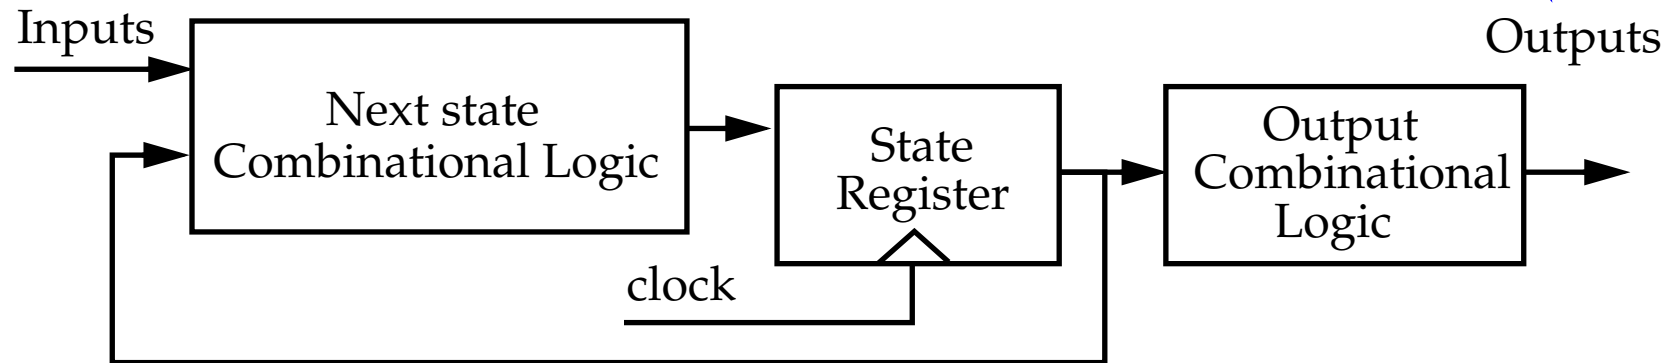 Inputs
Outputs
Next state
Combinational Logic
State
Register
Output
Combinational
Logic
clock